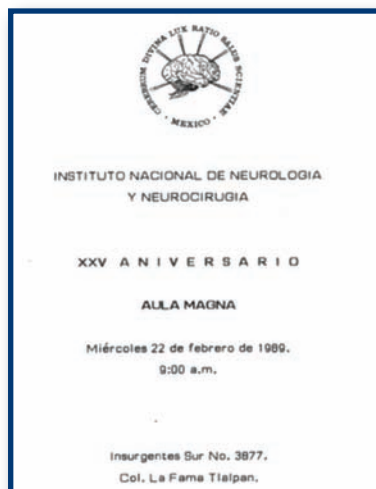 CEREBRUM DIVINA LUX RATIO SALUS SCIENTIAE
· MEXICO ·
INSTITUTO NACIONAL DE NEUROLOGIA
Y NEUROCIRUGIA
XXV ANIVERSARIO
AULA MAGNA
Miércoles 22 de febrero de 1989.
9:00 a.m.
Insurgentes Sur No. 3877.
Col. La Fama Tlalpan.